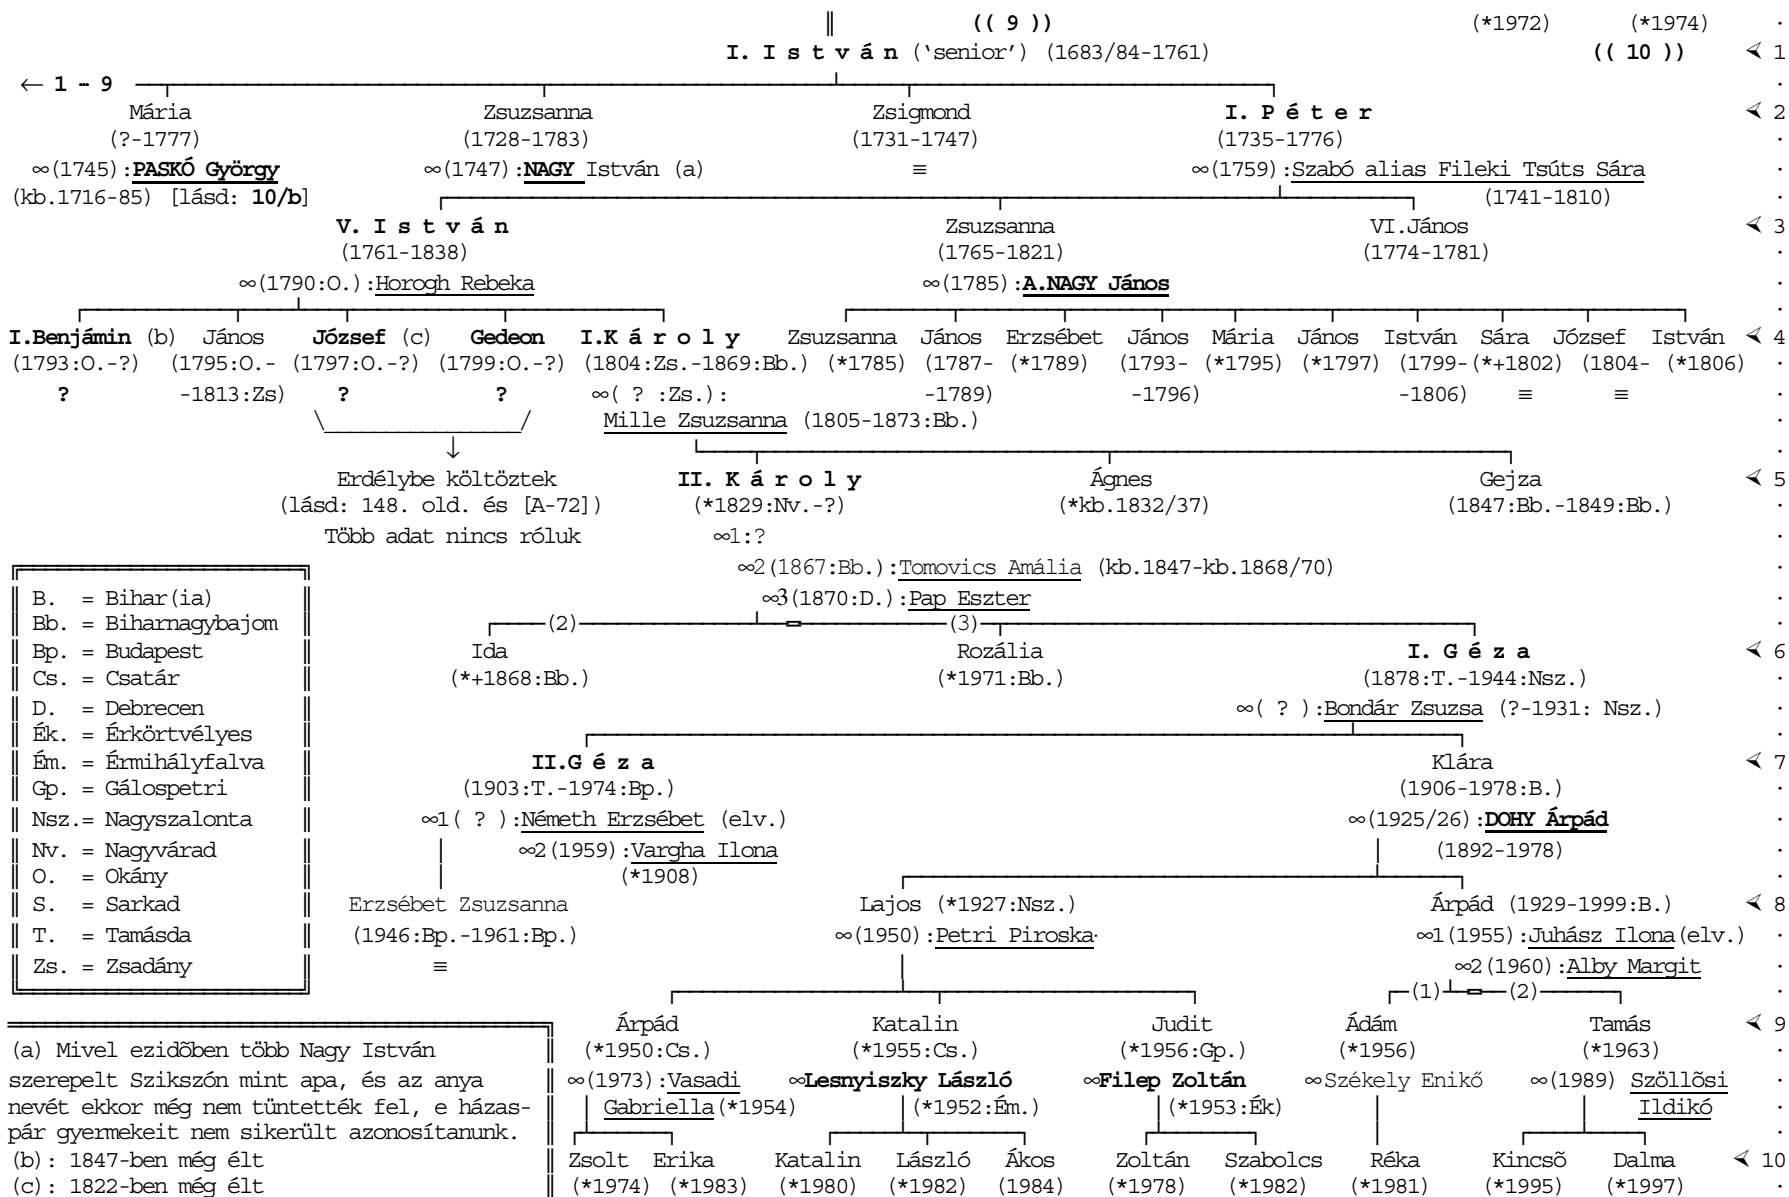 (( 9 )) (*1972) (*1974) ·
I. I s t v á n ('senior') (1683/84-1761) (( 10 )) ⋖ 1
← 1 - 9
Mária Zsuzsanna Zsigmond I. P é t e r ⋖ 2
(?-1777) (1728-1783) (1731-1747) (1735-1776) ·
∞(1745):PASKÓ György ∞(1747):NAGY István (a) ≡ ∞(1759):Szabó alias Fileki Tsúts Sára ·
(kb.1716-85) [lásd: 10/b] (1741-1810) ·
V. I s t v á n Zsuzsanna VI.János ⋖ 3
(1761-1838) (1765-1821) (1774-1781) ·
∞(1790:O.):Horogh Rebeka ∞(1785):A.NAGY János ·
I.Benjámin (b) János József (c) Gedeon I.K á r o l y Zsuzsanna János Erzsébet János Mária János István Sára József István ⋖ 4
(1793:O.-?) (1795:O.- (1797:O.-?) (1799:O.-?) (1804:Zs.-1869:Bb.) (*1785) (1787- (*1789) (1793- (*1795) (*1797) (1799- (*+1802) (1804- (*1806) ·
? -1813:Zs) ? ? ∞( ? :Zs.): -1789) -1796) -1806) ≡ ≡ ·
\________________/ Mille Zsuzsanna (1805-1873:Bb.) ·
↓
Erdélybe költöztek II. K á r o l y Ágnes Gejza ⋖ 5
(lásd: 148. old. és [A-72]) (*1829:Nv.-?) (*kb.1832/37) (1847:Bb.-1849:Bb.) ·
Több adat nincs róluk ∞1:? ·
∞2(1867:Bb.):Tomovics Amália (kb.1847-kb.1868/70) ·
B. = Bihar(ia) ∞3(1870:D.):Pap Eszter ·
Bb. = Biharnagybajom (2) (3) ·
Bp. = Budapest Ida Rozália I. G é z a ⋖ 6
Cs. = Csatár (*+1868:Bb.) (*1971:Bb.) (1878:T.-1944:Nsz.) ·
D. = Debrecen ∞( ? ):Bondár Zsuzsa (?-1931: Nsz.) ·
Ék. = Érkörtvélyes ·
Ém. = Érmihályfalva II.G é z a Klára ⋖ 7
Gp. = Gálospetri (1903:T.-1974:Bp.) (1906-1978:B.) ·
Nsz.= Nagyszalonta ∞1( ? ):Németh Erzsébet (elv.) ∞(1925/26):DOHY Árpád ·
Nv. = Nagyvárad ∞2(1959):Vargha Ilona (1892-1978) ·
O. = Okány (*1908) ·
S. = Sarkad Erzsébet Zsuzsanna Lajos (*1927:Nsz.) Árpád (1929-1999:B.) ⋖ 8
T. = Tamásda (1946:Bp.-1961:Bp.) ∞(1950):Petri Piroska· ∞1(1955):Juhász Ilona(elv.) ·
Zs. = Zsadány ≡ ∞2(1960):Alby Margit ·
(1) (2) ·
Árpád Katalin Judit Ádám Tamás ⋖ 9
(a) Mivel ezidõben több Nagy István (*1950:Cs.) (*1955:Cs.) (*1956:Gp.) (*1956) (*1963) ·
szerepelt Szikszón mint apa, és az anya ∞(1973):Vasadi ∞Lesnyiszky László ∞Filep Zoltán ∞Székely Enikő ∞(1989) Szöllõsi ·
nevét ekkor még nem tüntették fel, e házas- Gabriella(*1954) (*1952:Ém.) (*1953:Ék) Ildikó ·
pár gyermekeit nem sikerült azonosítanunk. ·
(b): 1847-ben még élt Zsolt Erika Katalin László Ákos Zoltán Szabolcs Réka Kincsõ Dalma ⋖ 10
(c): 1822-ben még élt (*1974) (*1983) (*1980) (*1982) (1984) (*1978) (*1982) (*1981) (*1995) (*1997) ·